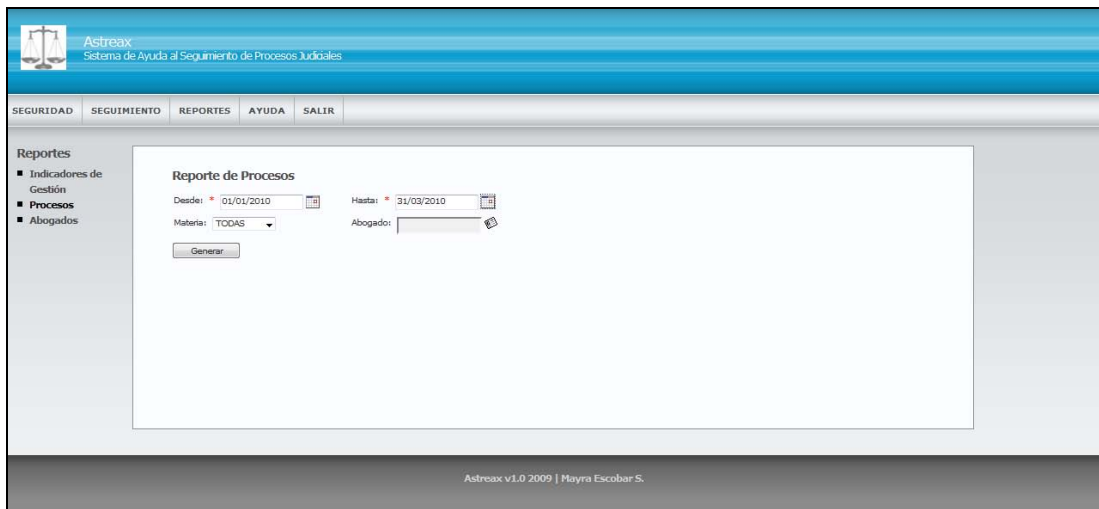 Astreax
Sistema de Ayuda al Seguimiento de Procesos Judiciales
SEGURIDAD SEGUIMIENTO REPORTES AYUDA SALIR
Reportes
Indicadores de
Gestión
Procesos
Abogados
Reporte de Procesos
Desde: * 01/01/2010 Hasta: * 31/03/2010
Materia: TODAS Abogado:
Generar
Astreax v1.0 2009 | Mayra Escobar S.